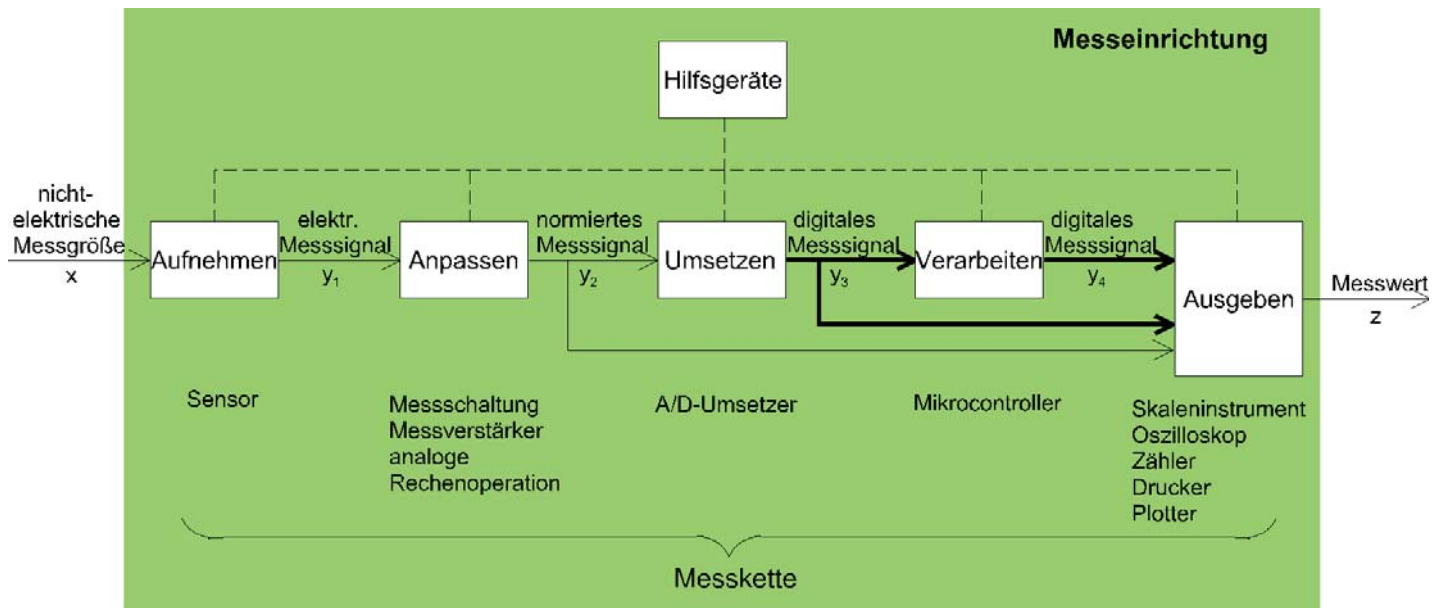 Messeinrichtung
Hilfsgeräte
nicht-
elektrische
Messgröße
x
Aufnehmen
elektr.
Messsignal
y1
Anpassen
normiertes
Messsignal
y2
Umsetzen
digitales
Messsignal
y3
Verarbeiten
digitales
Messsignal
y4
Ausgeben
Messwert
z
Sensor
Messschaltung
Messverstärker
analoge
Rechenoperation
A/D-Umsetzer
Mikrocontroller
Skaleninstrument
Oszilloskop
Zähler
Drucker
Plotter
Messkette